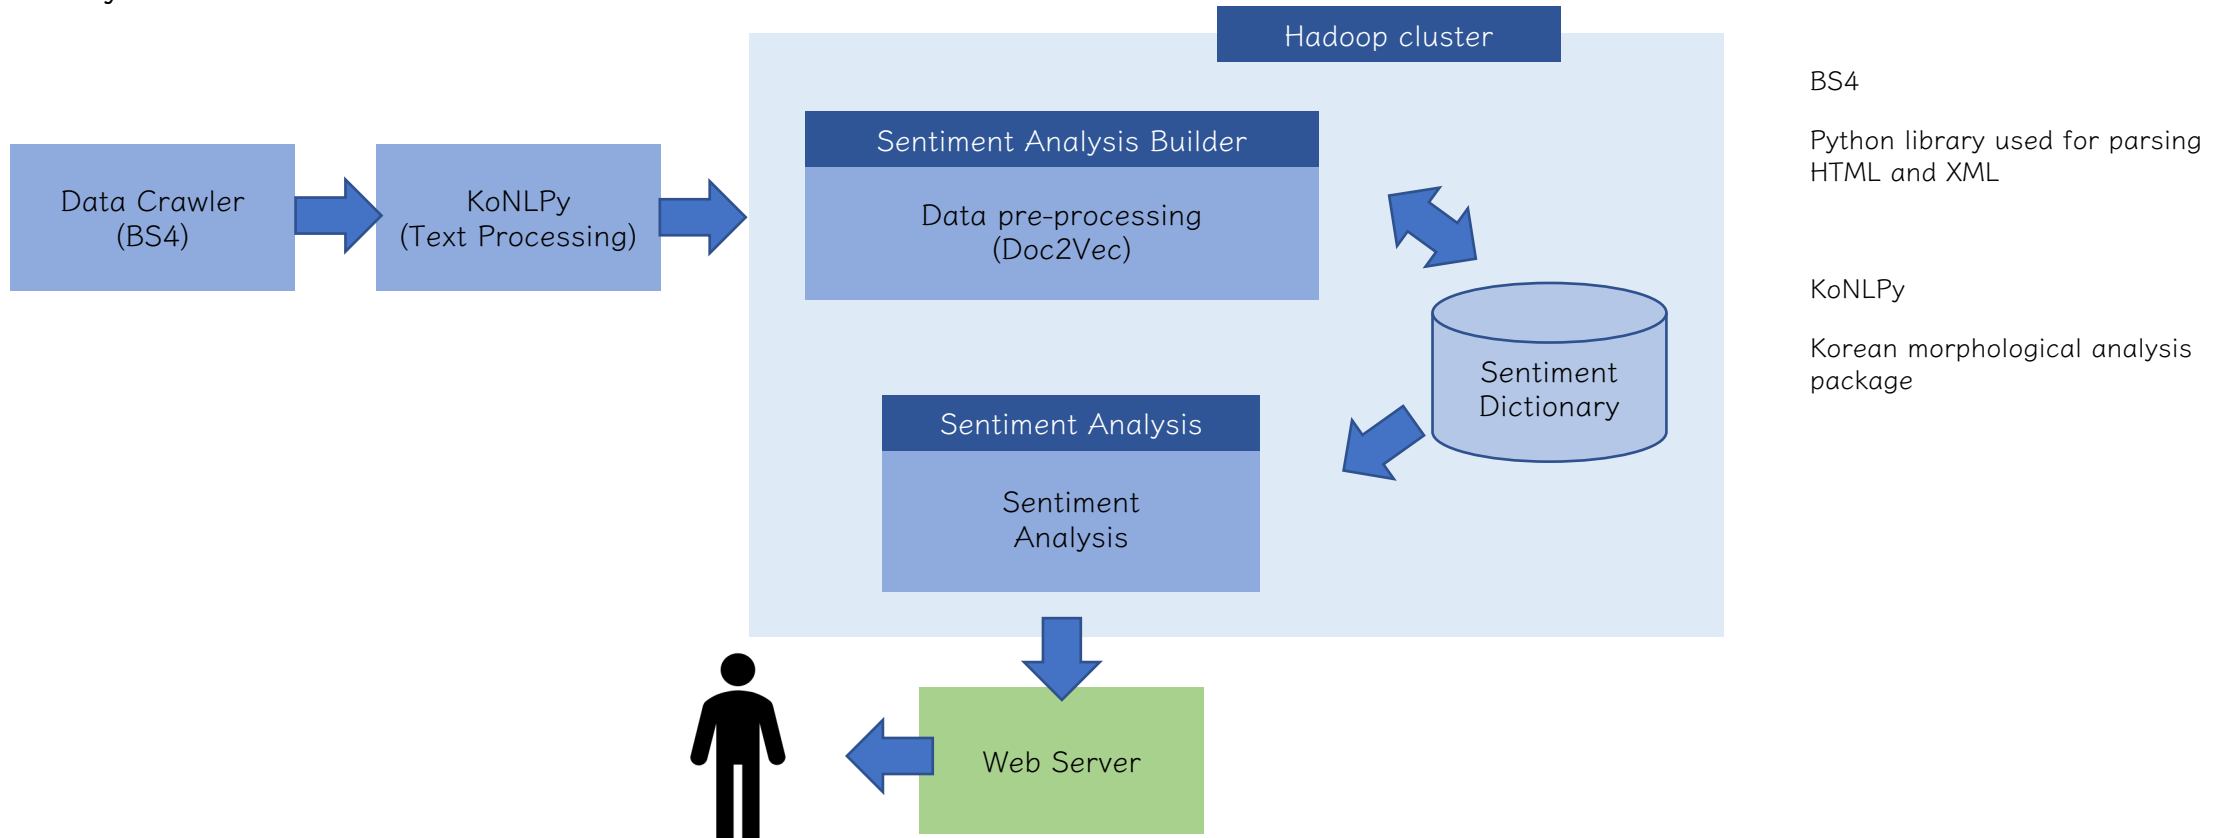 Hadoop cluster
Sentiment Analysis Builder
Data pre-processing
(Doc2Vec)
Data Crawler
(BS4)
KoNLPy
(Text Processing)
Sentiment
Dictionary
Sentiment Analysis
Sentiment
Analysis
Web Server
BS4
Python library used for parsing
HTML and XML
KoNLPy
Korean morphological analysis
package